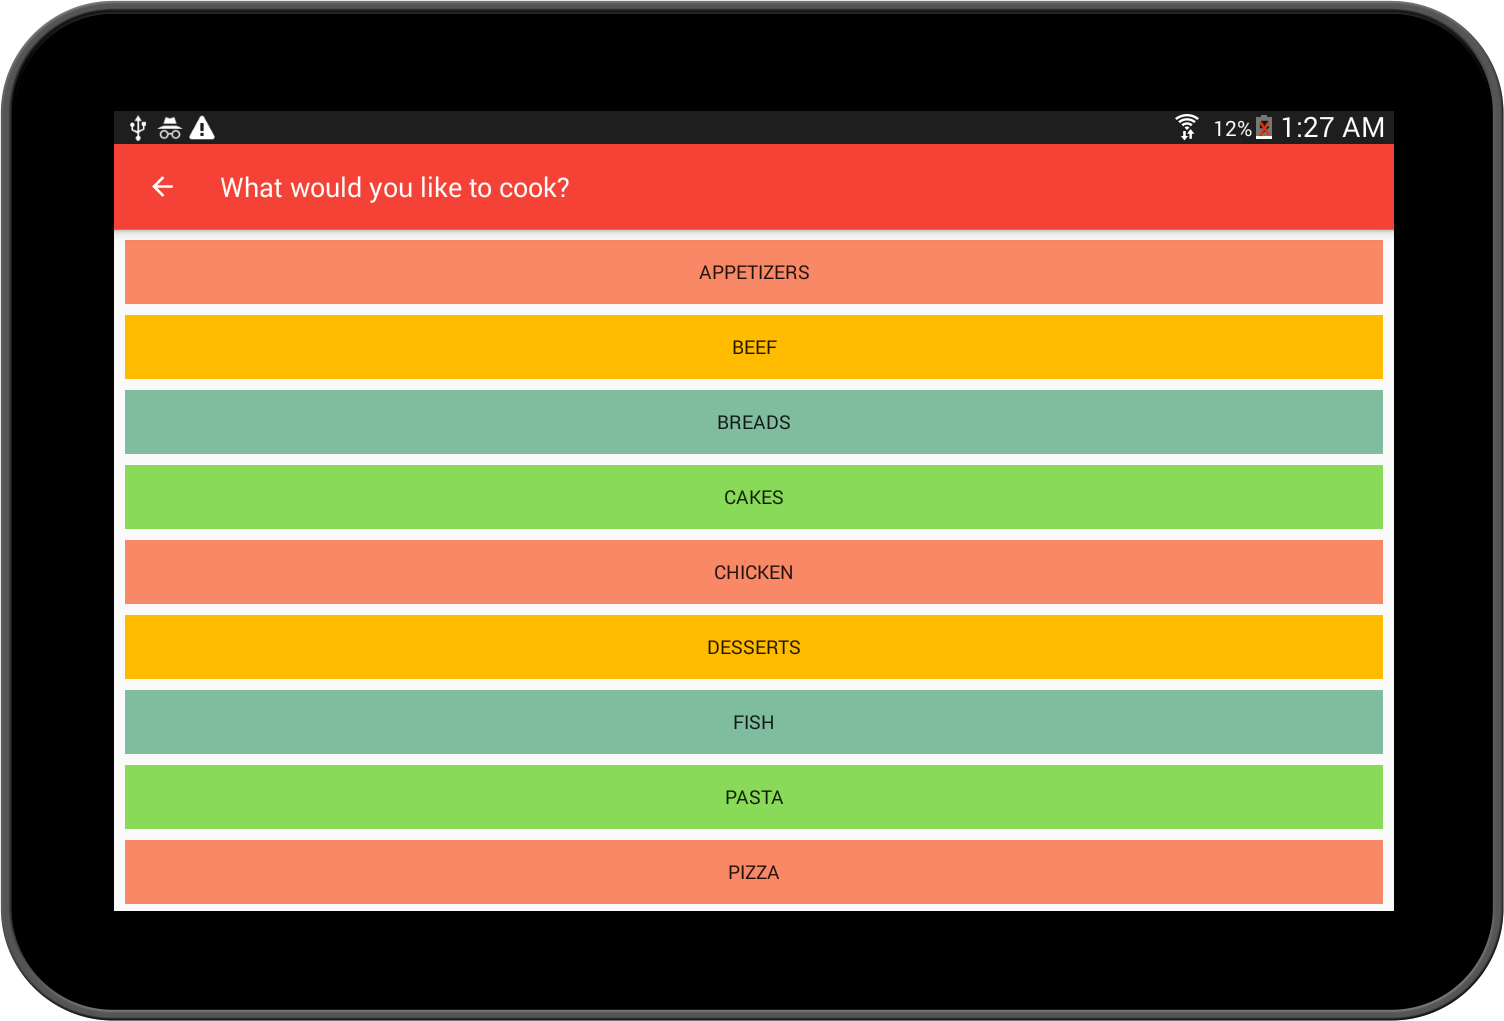 12% 1:27 AM
What would you like to cook?
APPETIZERS
BEEF
BREADS
CAKES
CHICKEN
DESSERTS
FISH
PASTA
PIZZA